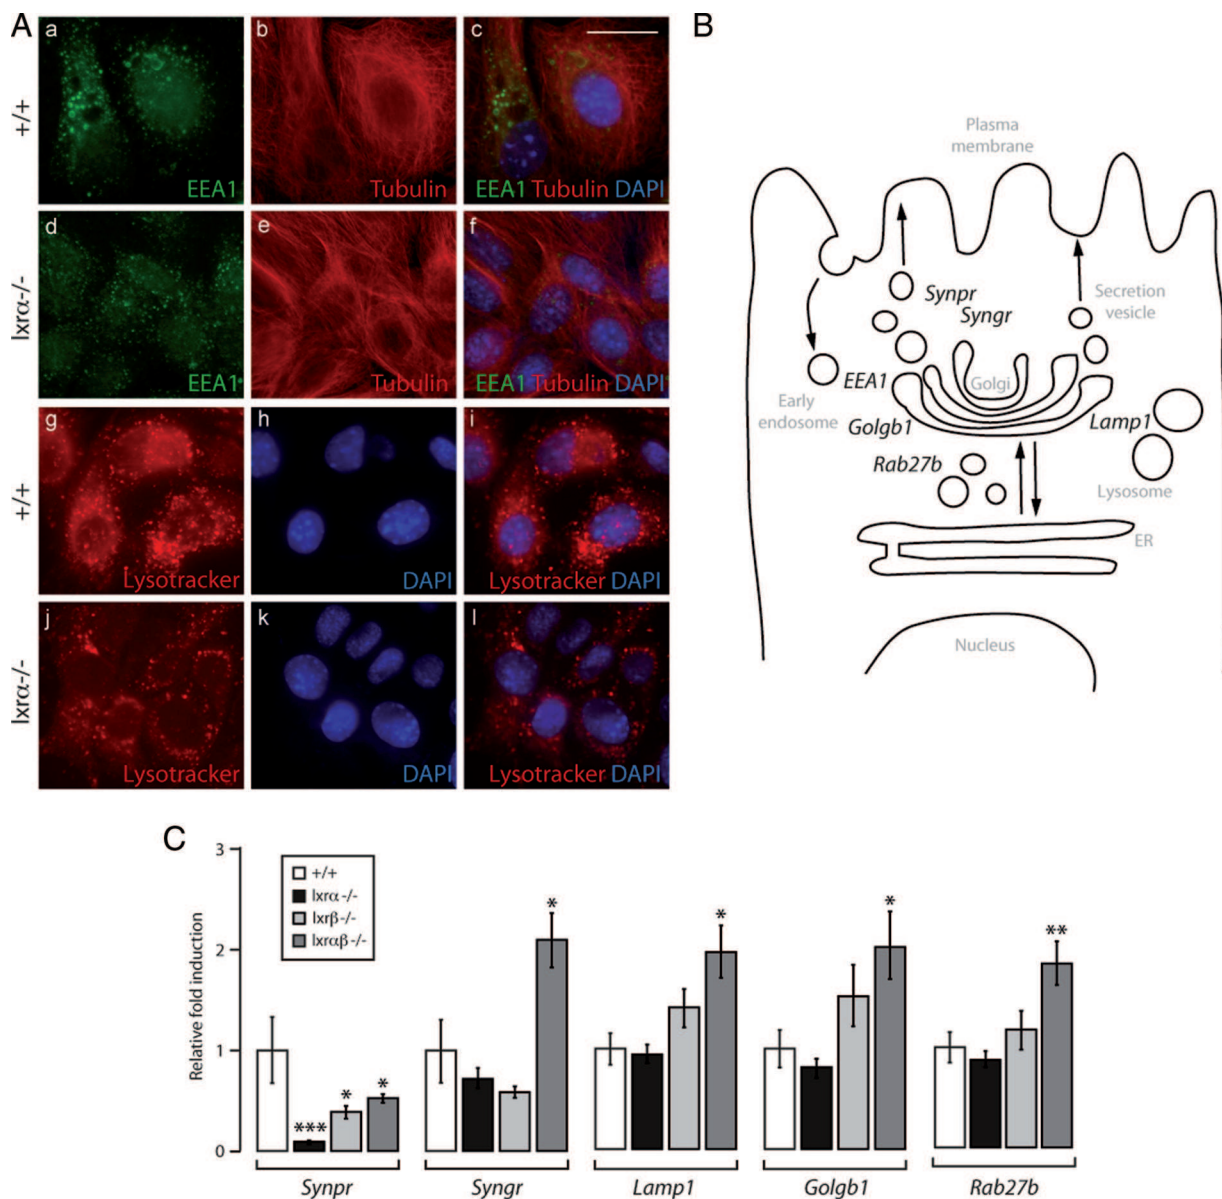 A
a
b
c
+/+
EEA1
Tubulin
EEA1 Tubulin DAPI
d
e
f
lxrα-/-
EEA1
Tubulin
EEA1 Tubulin DAPI
g
h
i
+/+
Lysotracker
DAPI
Lysotracker DAPI
j
k
l
lxrα-/-
Lysotracker
DAPI
Lysotracker DAPI
B
Plasma
membrane
Synpr
Syngr
Secretion
vesicle
EEA1
Golgi
Early
endosome
Golgb1
Lamp1
Rab27b
Lysosome
ER
Nucleus
C
Relative fold induction
3
2
1
0
+/+
lxrα-/-
lxrβ-/-
lxrαβ-/-
***
*
*
*
*
*
**
Synpr
Syngr
Lamp1
Golgb1
Rab27b